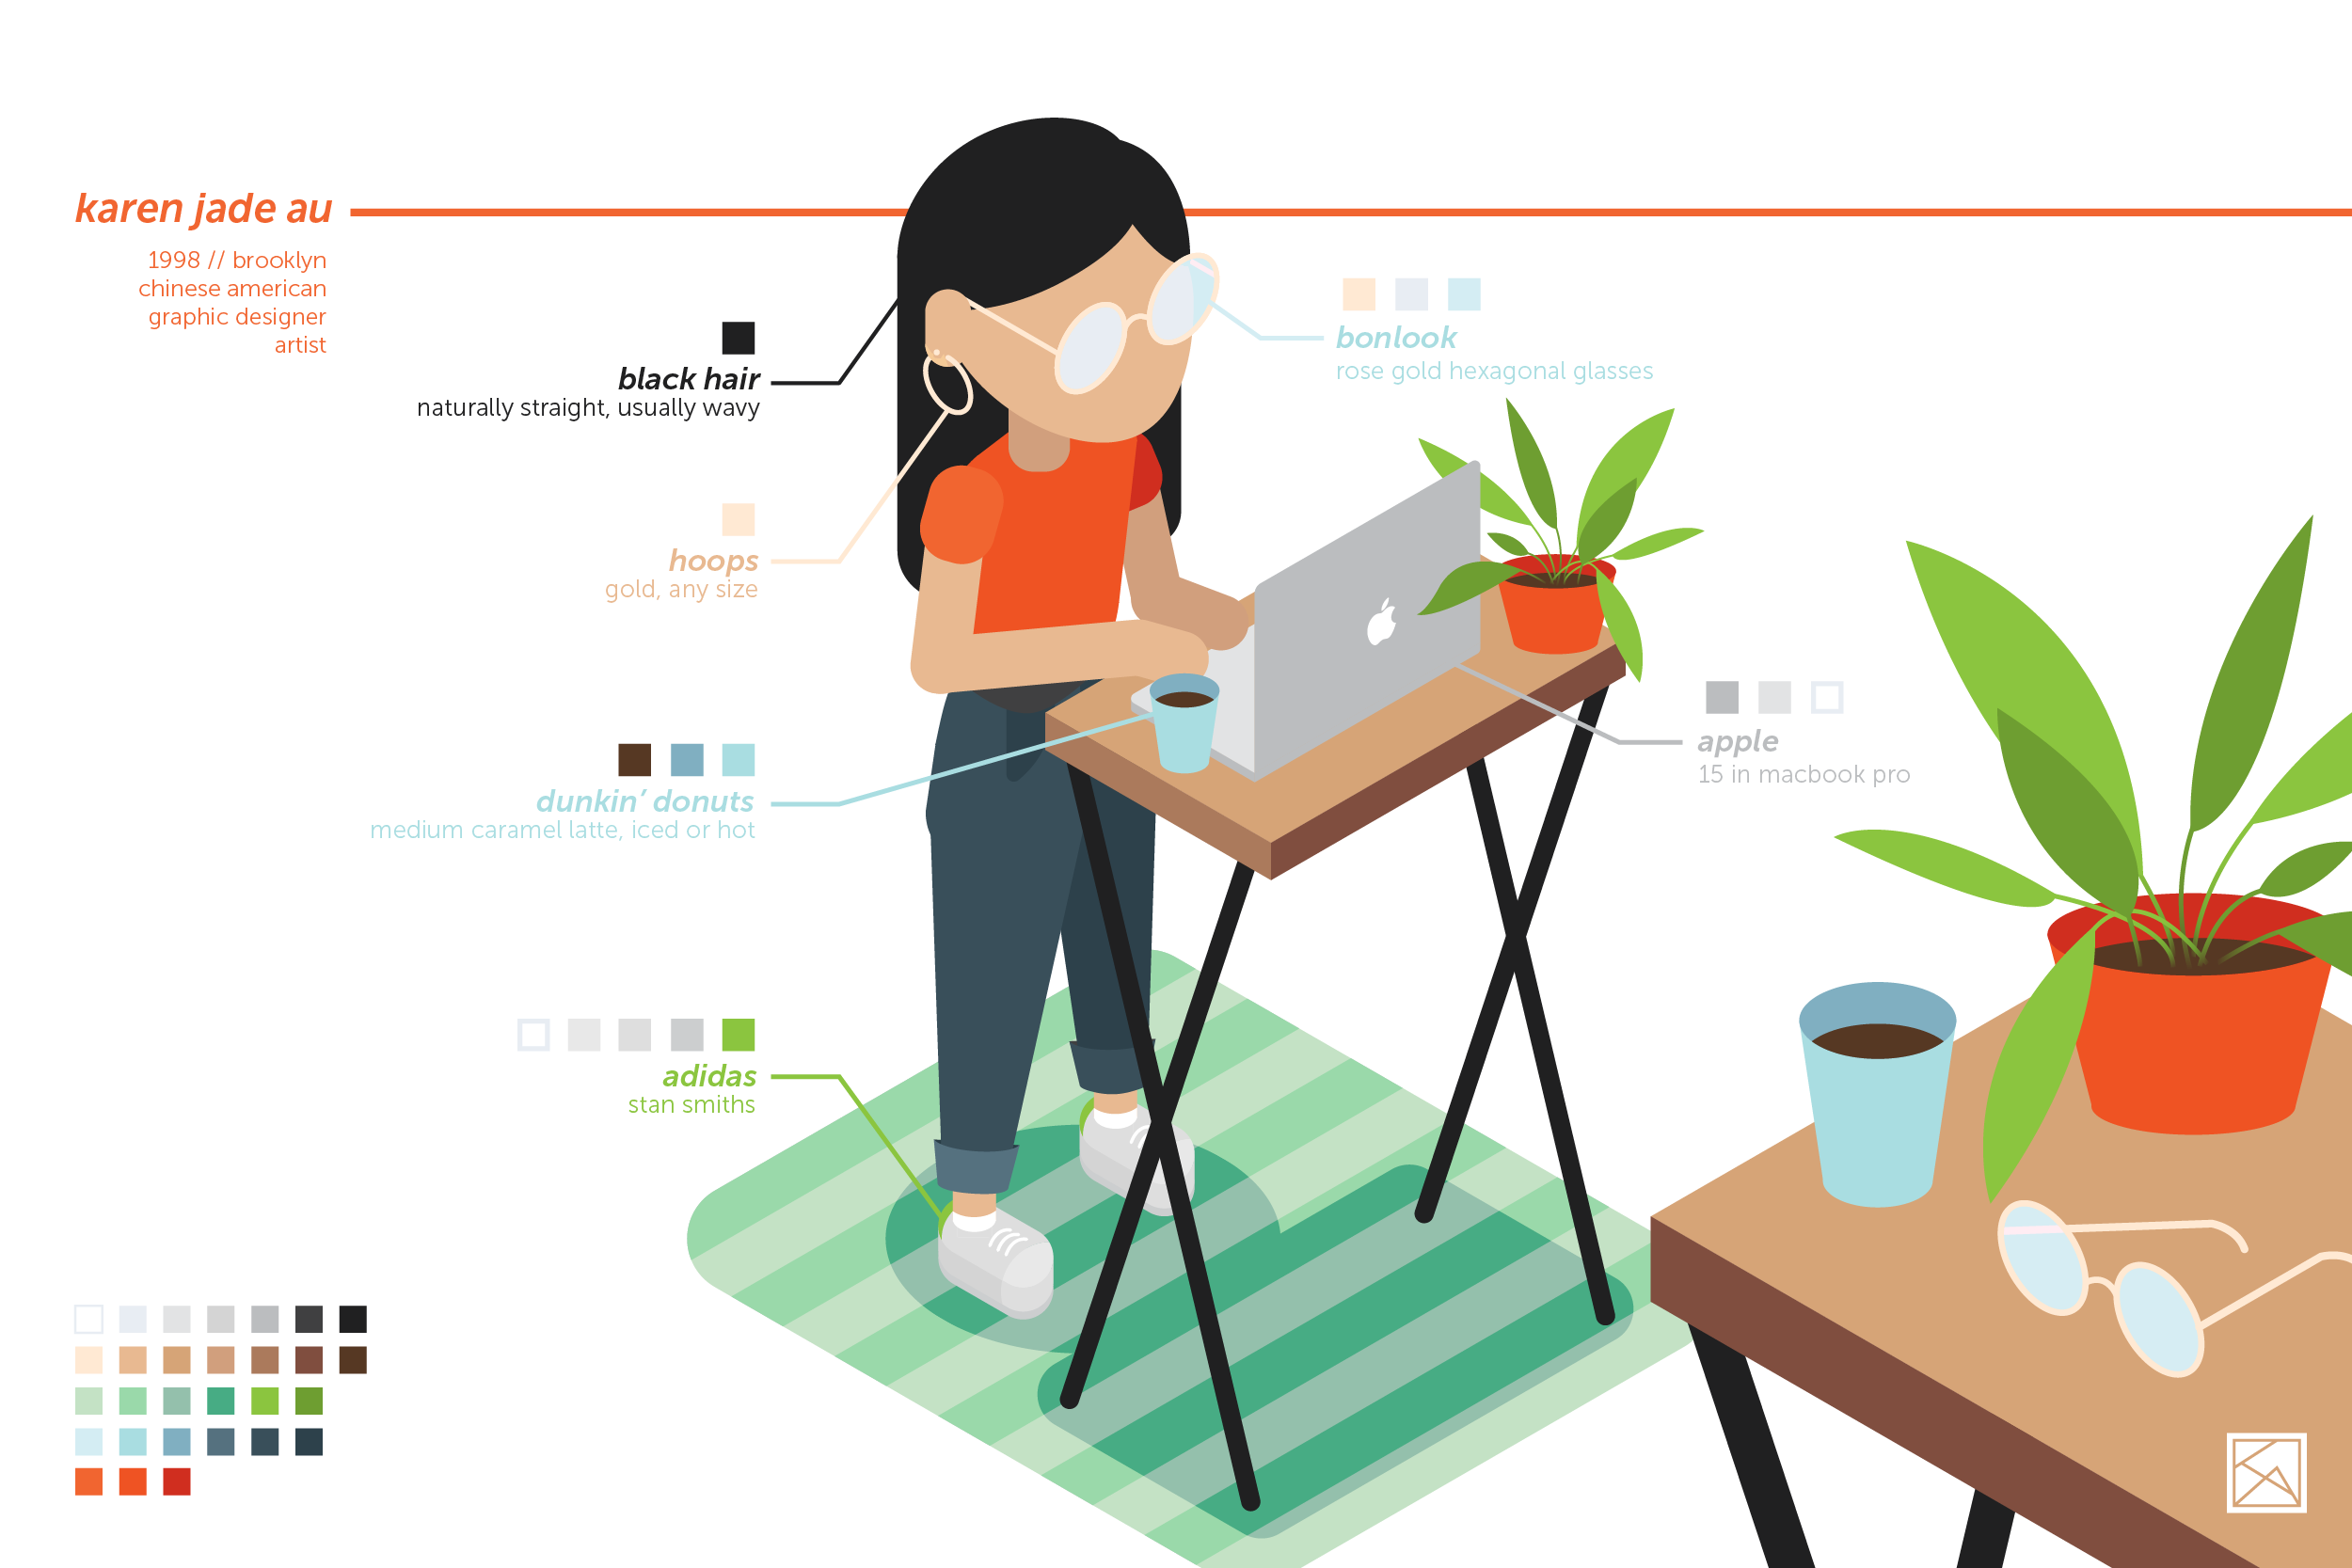 karen jade au
1998 // brooklyn
chinese american
graphic designer
artist
black hair
naturally straight, usually wavy
bonlook
rose gold hexagonal glasses
hoops
gold, any size
apple
15 in macbook pro
dunkin’ donuts
medium caramel latte, iced or hot
adidas
stan smiths